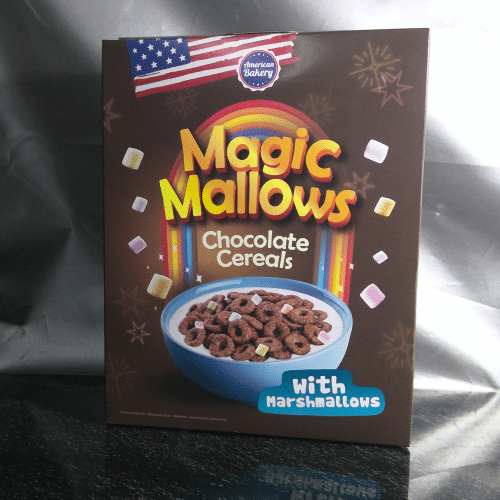 American
Bakery
Magic
Mallows
Chocolate
Cereals
With
Marshmallows